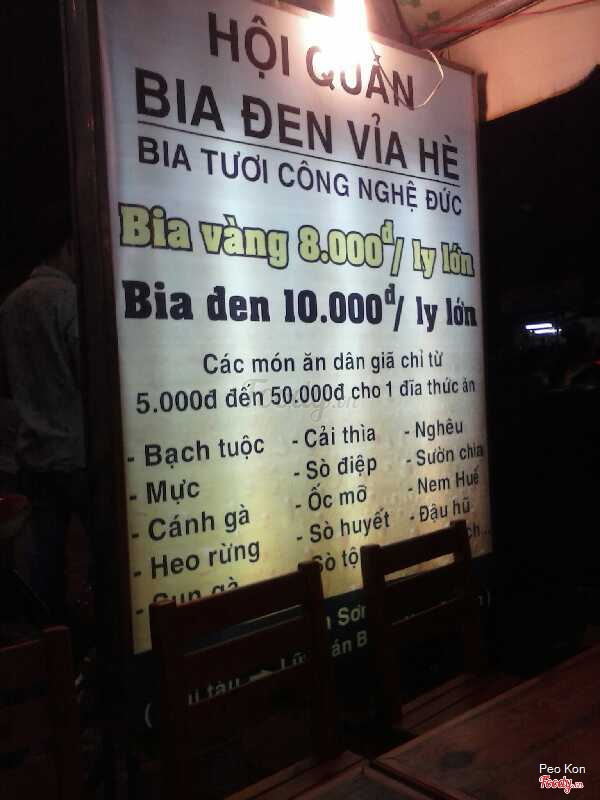 HỘI QUÁN
BIA ĐEN VỈA HÈ
BIA TƯƠI CÔNG NGHỆ ĐỨC
Bia vàng 8.000đ/ ly lớn
Bia đen 10.000đ/ ly lớn
Các món ăn dân giã chỉ từ
5.000đ đến 50.000đ cho 1 đĩa thức ăn
- Bạch tuộc
- Mực
- Cánh gà
- Heo rừng
- Sụn gà
- Cải thìa
- Sò điệp
- Ốc mỡ
- Sò huyết
- Sò
- Nghêu
- Sườn chìa
- Nem Huế
- Đậu hũ
Peo Kon
Foody.vn